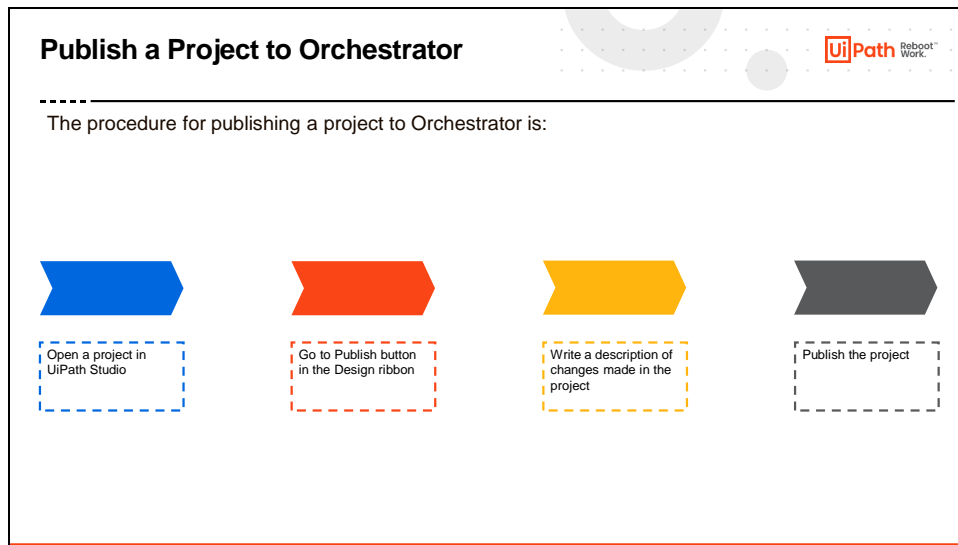 Publish a Project to Orchestrator
UiPath Reboot™
Work.
The procedure for publishing a project to Orchestrator is:
Open a project in
UiPath Studio
Go to Publish button
in the Design ribbon
Write a description of
changes made in the
project
Publish the project